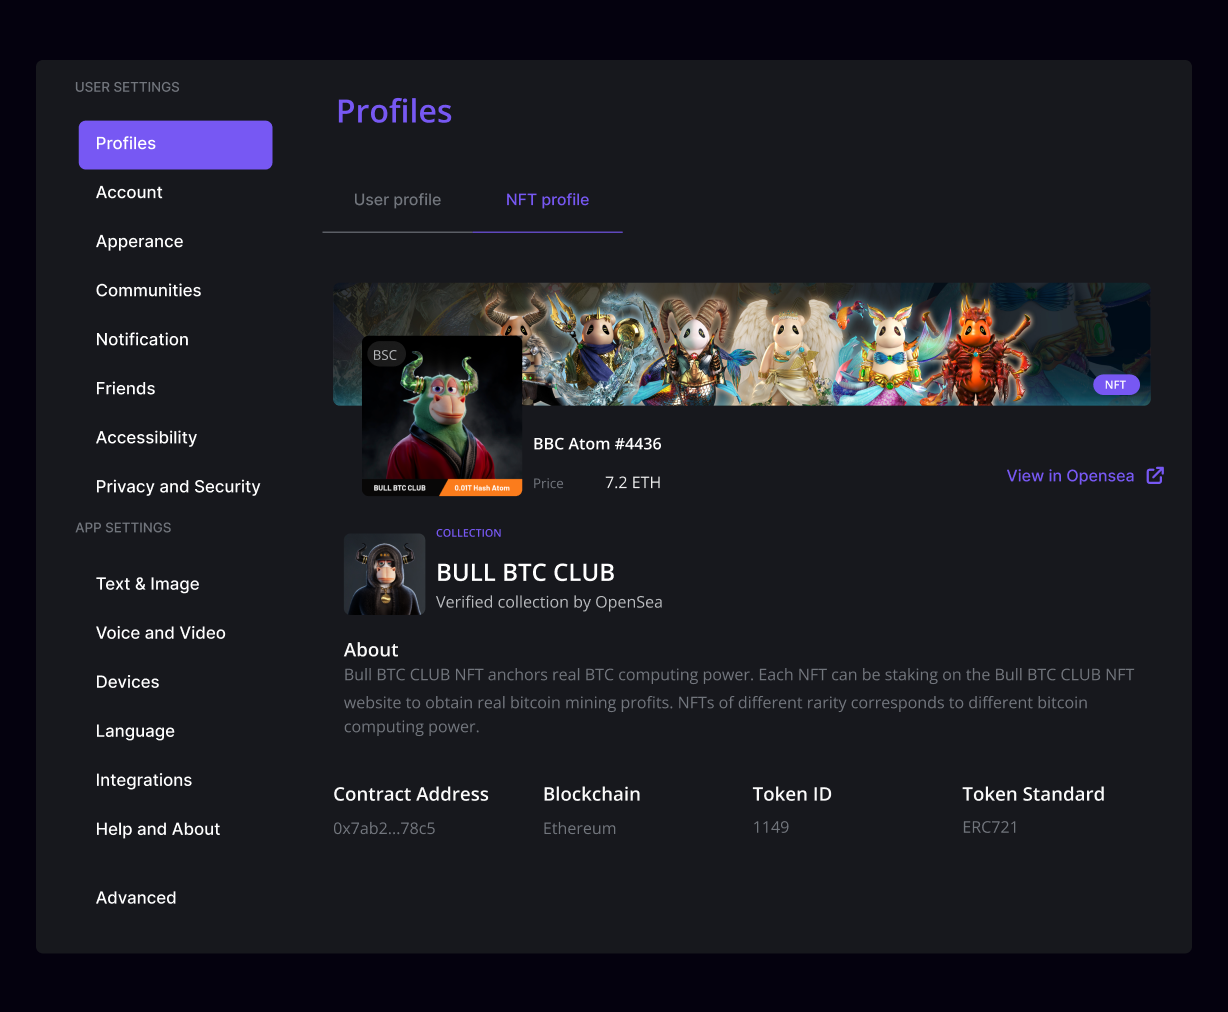 USER SETTINGS
Profiles
Account
Apperance
Communities
Notification
Friends
Accessibility
Privacy and Security
APP SETTINGS
Text & Image
Voice and Video
Devices
Language
Integrations
Help and About
Advanced
Profiles
User profile
NFT profile
BSC
NFT
BULL BTC CLUB
0.01T Hash Atom
BBC Atom #4436
Price
7.2 ETH
View in Opensea
COLLECTION
BULL BTC CLUB
Verified collection by OpenSea
About
Bull BTC CLUB NFT anchors real BTC computing power. Each NFT can be staking on the Bull BTC CLUB NFT
website to obtain real bitcoin mining profits. NFTs of different rarity corresponds to different bitcoin
computing power.
Contract Address
0x7ab2...78c5
Blockchain
Ethereum
Token ID
1149
Token Standard
ERC721